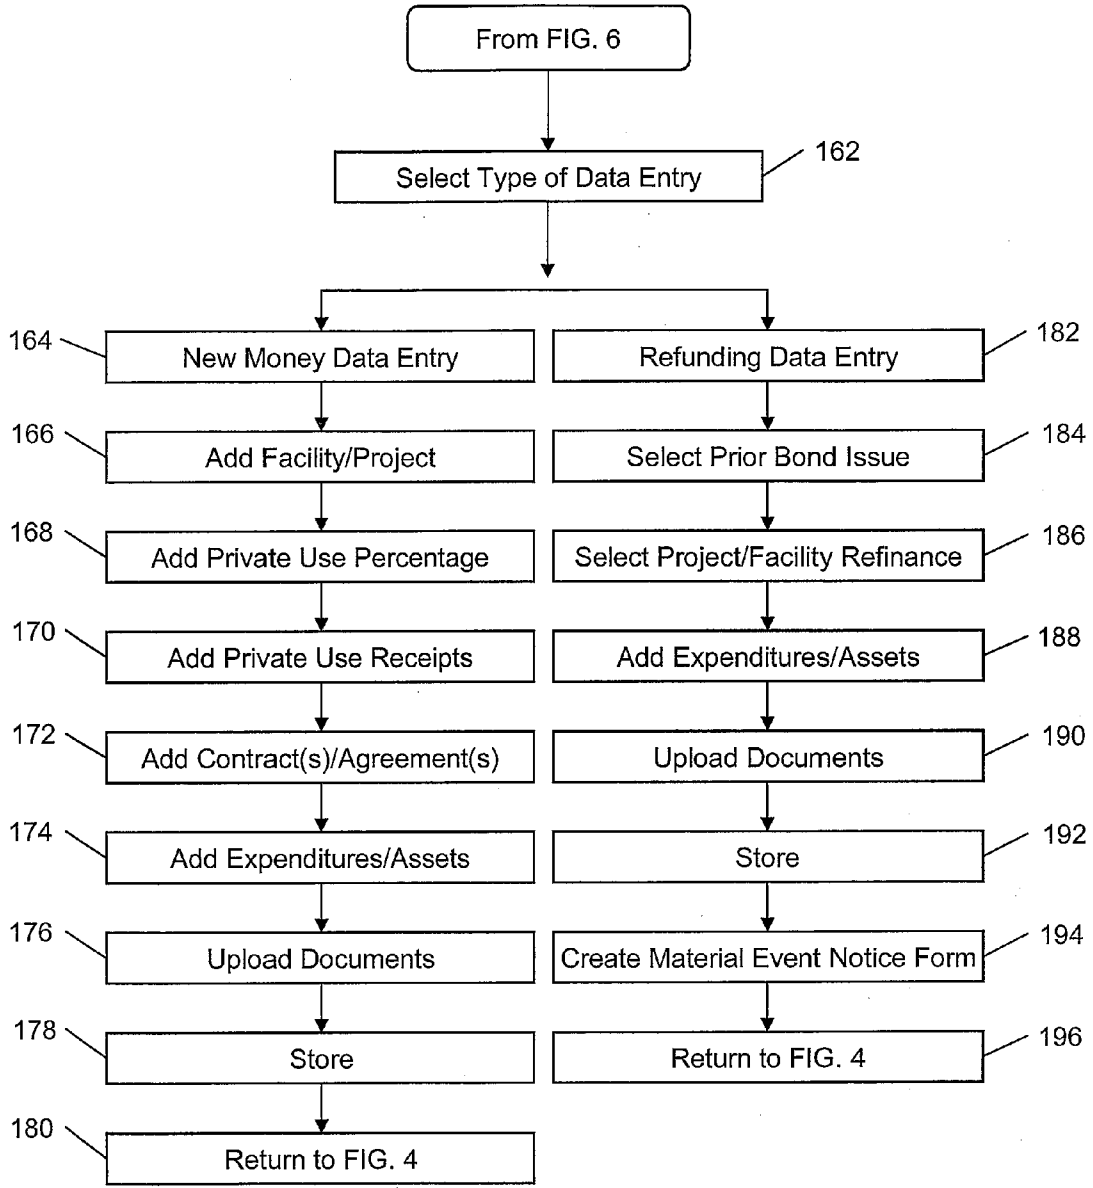 From FIG. 6
162
Select Type of Data Entry
164
New Money Data Entry
Refunding Data Entry
182
166
Add Facility/Project
Select Prior Bond Issue
184
168
Add Private Use Percentage
Select Project/Facility Refinance
186
170
Add Private Use Receipts
Add Expenditures/Assets
188
172
Add Contract(s)/Agreement(s)
Upload Documents
190
174
Add Expenditures/Assets
Store
192
176
Upload Documents
Create Material Event Notice Form
194
178
Store
Return to FIG. 4
196
180
Return to FIG. 4